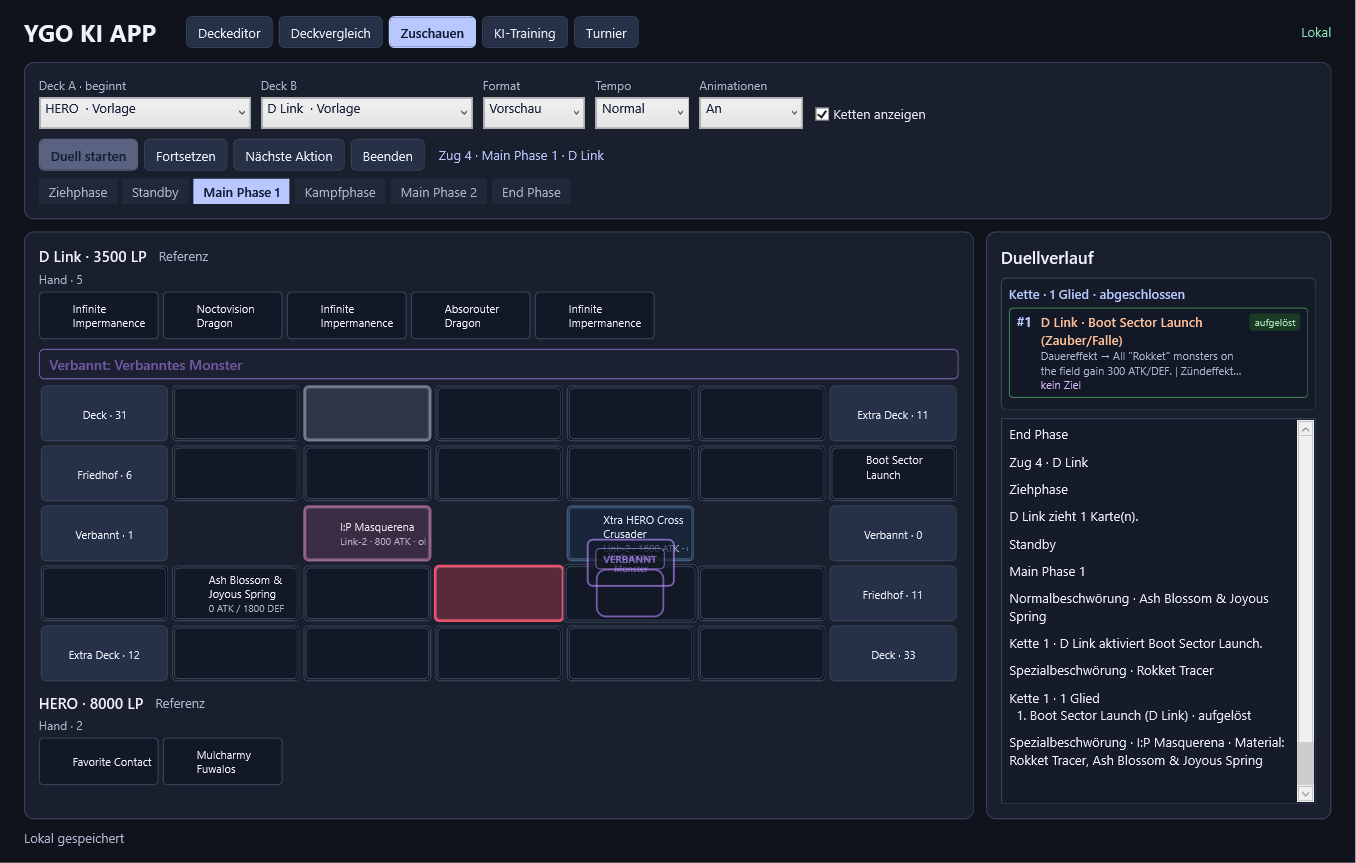 YGO KI APP
Deckeditor
Deckvergleich
Zuschauen
KI-Training
Turnier
Lokal
Deck A · beginnt
Deck B
Format
Tempo
Animationen
HERO · Vorlage
D Link · Vorlage
Vorschau
Normal
An
Ketten anzeigen
Duell starten
Fortsetzen
Nächste Aktion
Beenden
Zug 4 · Main Phase 1 · D Link
Ziehphase
Standby
Main Phase 1
Kampfphase
Main Phase 2
End Phase
D Link · 3500 LP
Referenz
Hand · 5
Infinite
Impermanence
Noctovision
Dragon
Infinite
Impermanence
Absorouter
Dragon
Infinite
Impermanence
Verbannt: Verbanntes Monster
Deck · 31
Extra Deck · 11
Friedhof · 6
Boot Sector
Launch
Verbannt · 1
I:P Masquerena
Link-2 · 800 ATK · ol
Xtra HERO Cross
Crusader
Link-2 · 1600 ATK ·
VERBANNT
Monster
Verbannt · 0
Ash Blossom &
Joyous Spring
0 ATK / 1800 DEF
Friedhof · 11
Extra Deck · 12
Deck · 33
HERO · 8000 LP
Referenz
Hand · 2
Favorite Contact
Mulcharmy
Fuwalos
Duellverlauf
Kette · 1 Glied · abgeschlossen
#1
D Link · Boot Sector Launch
(Zauber/Falle)
aufgelöst
Dauereffekt → All "Rokket" monsters on
the field gain 300 ATK/DEF. | Zündeffekt...
kein Ziel
End Phase
Zug 4 · D Link
Ziehphase
D Link zieht 1 Karte(n).
Standby
Main Phase 1
Normalbeschwörung · Ash Blossom & Joyous
Spring
Kette 1 · D Link aktiviert Boot Sector Launch.
Spezialbeschwörung · Rokket Tracer
Kette 1 · 1 Glied
1. Boot Sector Launch (D Link) · aufgelöst
Spezialbeschwörung · I:P Masquerena · Material:
Rokket Tracer, Ash Blossom & Joyous Spring
Lokal gespeichert